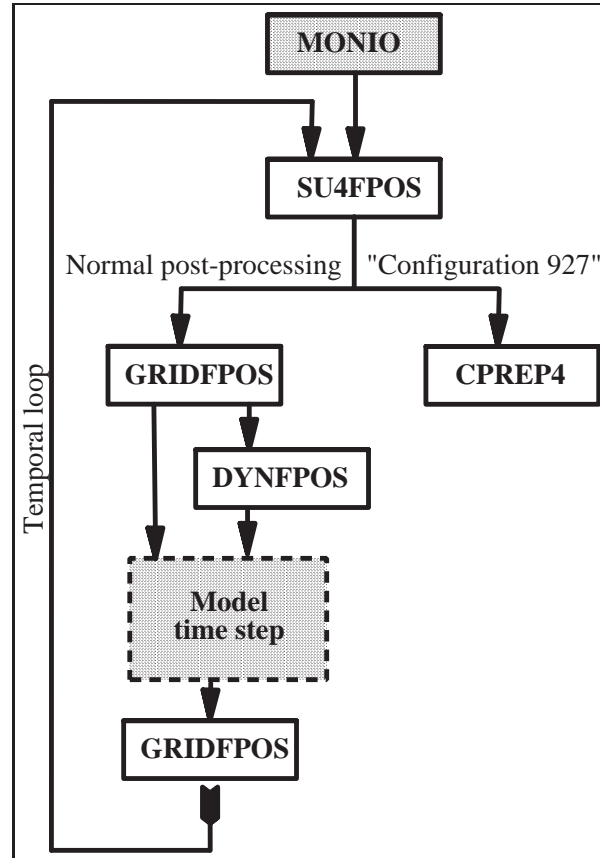 MONIO
SU4FPOS
Normal post-processing
"Configuration 927"
GRIDFPOS
CPREP4
DYNFPOS
Temporal loop
Model
time step
GRIDFPOS